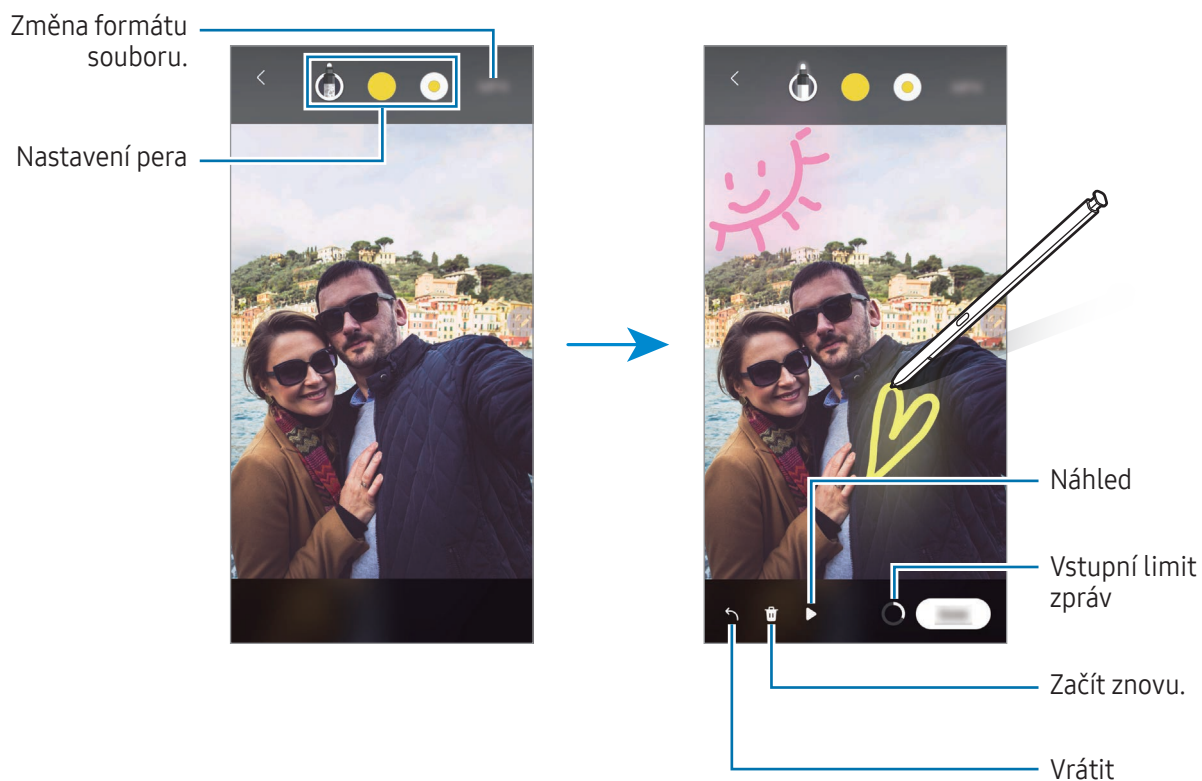 Změna formátu
souboru.
Nastavení pera
Náhled
Vstupní limit
zpráv
Začít znovu.
Vrátit